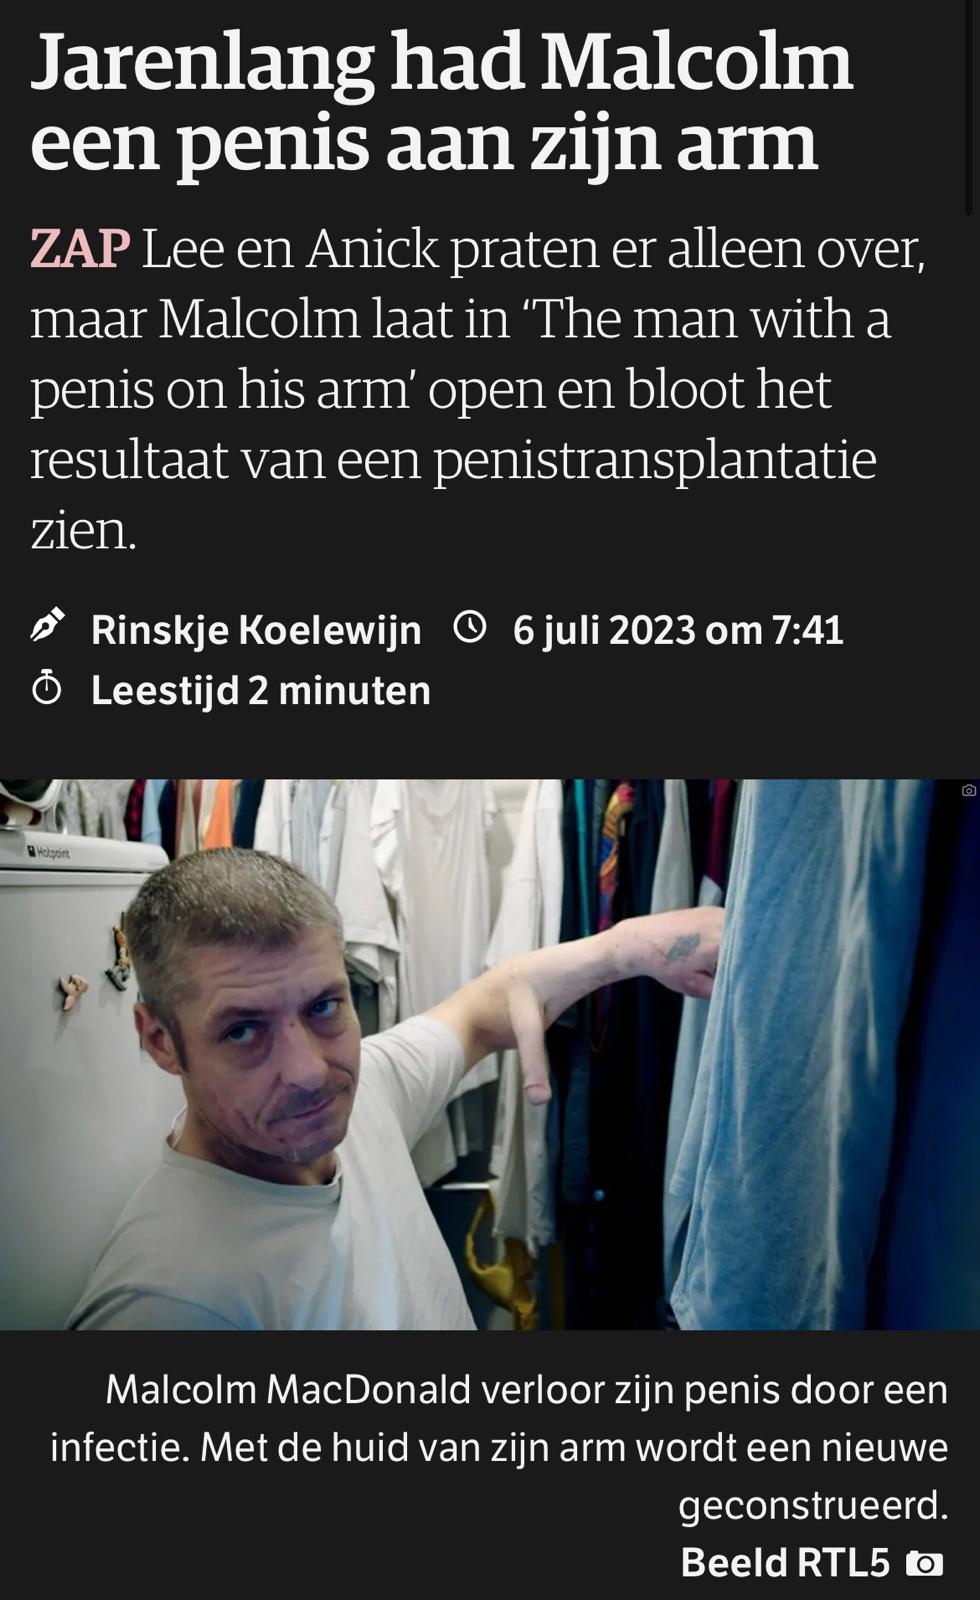 Jarenlang had Malcolm
een penis aan zijn arm
ZAP Lee en Anick praten er alleen over,
maar Malcolm laat in ‘The man with a
penis on his arm’ open en bloot het
resultaat van een penistransplantatie
zien.
Rinskje Koelewijn 6 juli 2023 om 7:41
Leestijd 2 minuten
Hotpoint
Malcolm MacDonald verloor zijn penis door een
infectie. Met de huid van zijn arm wordt een nieuwe
geconstrueerd.
Beeld RTL5